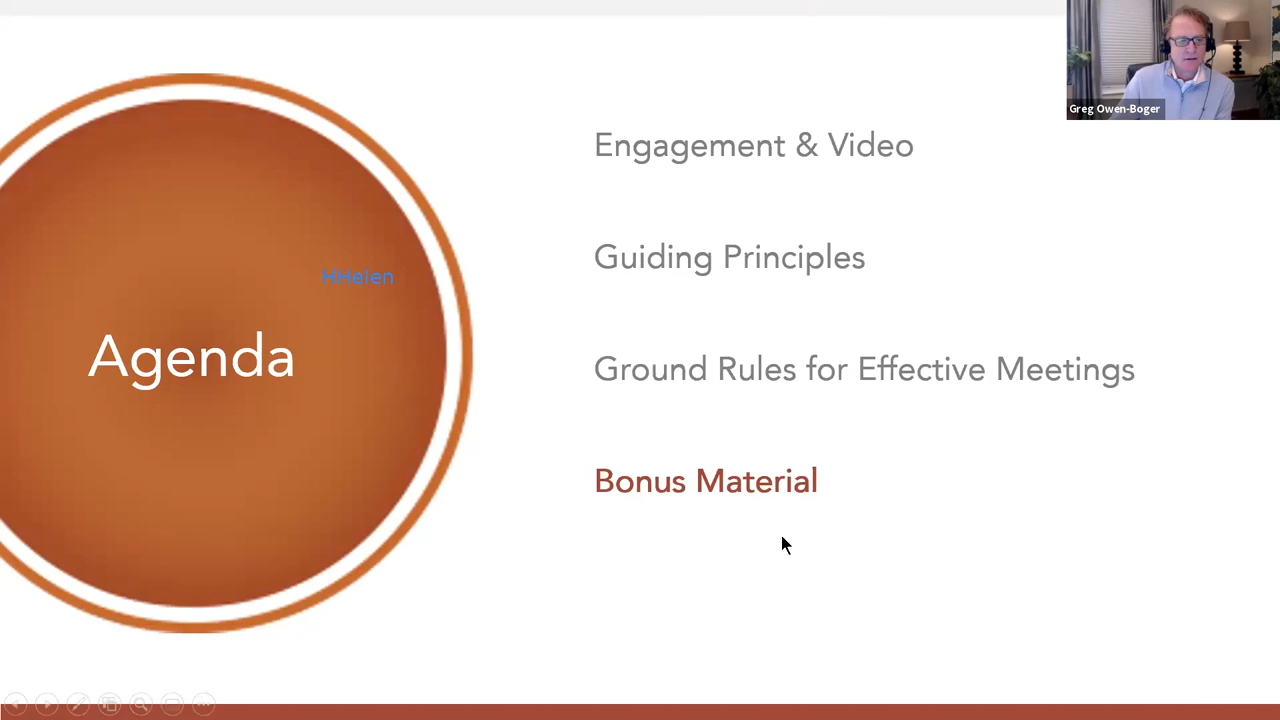 Greg Owen-Boger
Engagement & Video
Guiding Principles
HHelen
Agenda
Ground Rules for Effective Meetings
Bonus Material